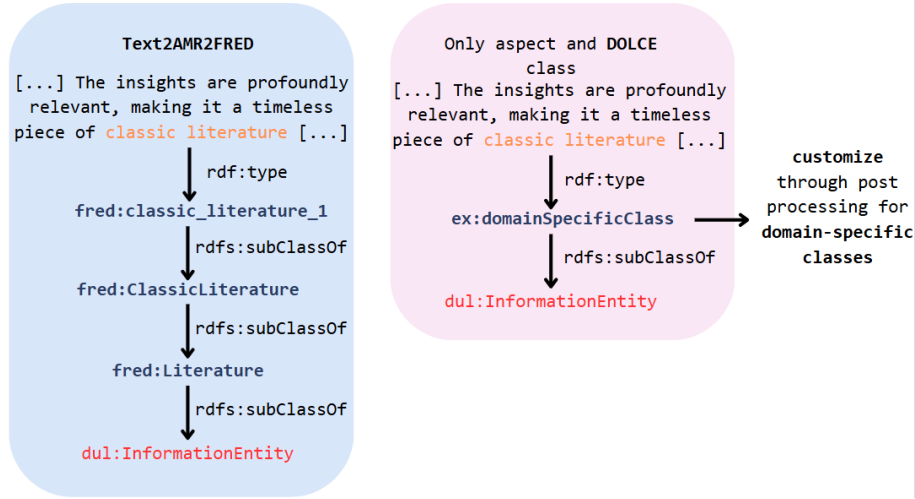 Text2AMR2FRED
[...] The insights are profoundly
relevant, making it a timeless
piece of classic literature [...]
rdf:type
fred:classic_literature_1
rdfs:subClassOf
fred:ClassicLiterature
rdfs:subClassOf
fred:Literature
rdfs:subClassOf
dul:InformationEntity
Only aspect and DOLCE
class
[...] The insights are profoundly
relevant, making it a timeless
piece of classic literature [...]
rdf:type
ex:domainSpecificClass
rdfs:subClassOf
dul:InformationEntity
customize
through post
processing for
domain-specific
classes